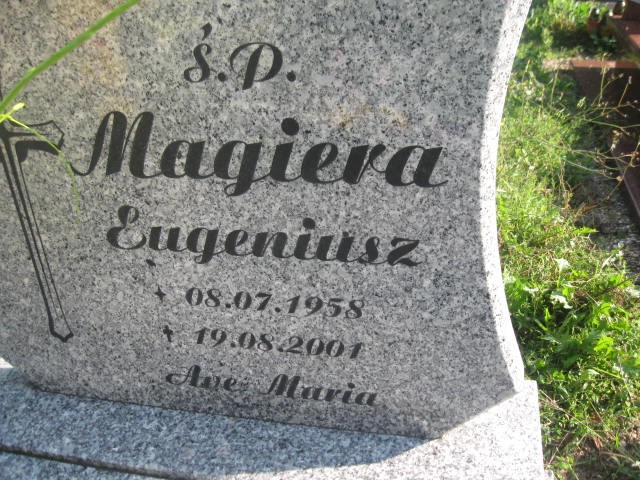 Ś.P.
Magiera
Eugeniusz
* 08.07.1958
✝ 19.08.2001
Ave Maria